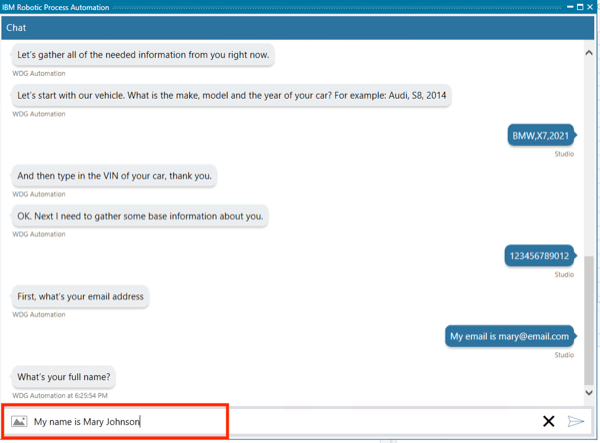 IBM Robotic Process Automation
Chat
Let's gather all of the needed information from you right now.
WDG Automation
Let's start with our vehicle. What is the make, model and the year of your car? For example: Audi, S8, 2014
WDG Automation
BMW,X7,2021
Studio
And then type in the VIN of your car, thank you.
WDG Automation
OK. Next I need to gather some base information about you.
WDG Automation
123456789012
Studio
First, what's your email address
WDG Automation
My email is mary@email.com
Studio
What's your full name?
WDG Automation at 6:25:54 PM
My name is Mary Johnson